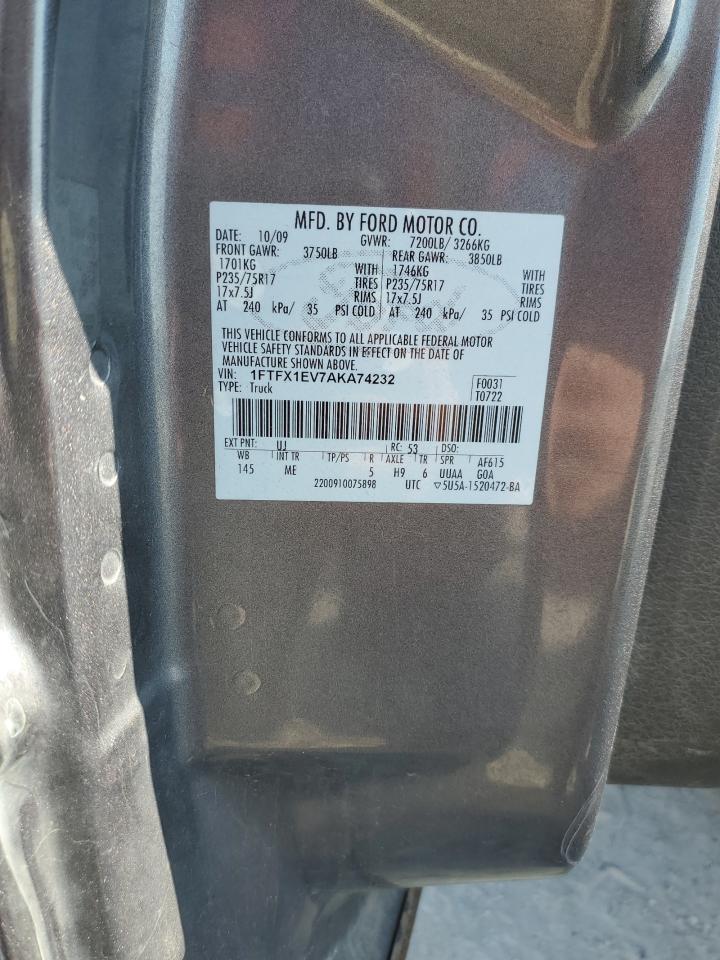 MFD. BY FORD MOTOR CO.
DATE: 10/09 GVWR: 7200LB/ 3266KG
FRONT GAWR: 3750LB REAR GAWR: 3850LB
1701KG WITH 1746KG WITH
P235/75R17 TIRES P235/75R17 TIRES
17x7.5J RIMS 17x7.5J RIMS
AT 240 kPa/ 35 PSI COLD AT 240 kPa/ 35 PSI COLD
THIS VEHICLE CONFORMS TO ALL APPLICABLE FEDERAL MOTOR
VEHICLE SAFETY STANDARDS IN EFFECT ON THE DATE OF
MANUFACTURE SHOWN ABOVE.
VIN: 1FTFX1EV7AKA74232 F0031
TYPE: Truck T0722
EXT PNT: UJ RC: 53 DSO:
WB INT TR TP/PS R AXLE TR SPR AF615
145 ME 5 H9 6 UUAA GOA
2200910075898 UTC ▽5U5A-1520472-BA